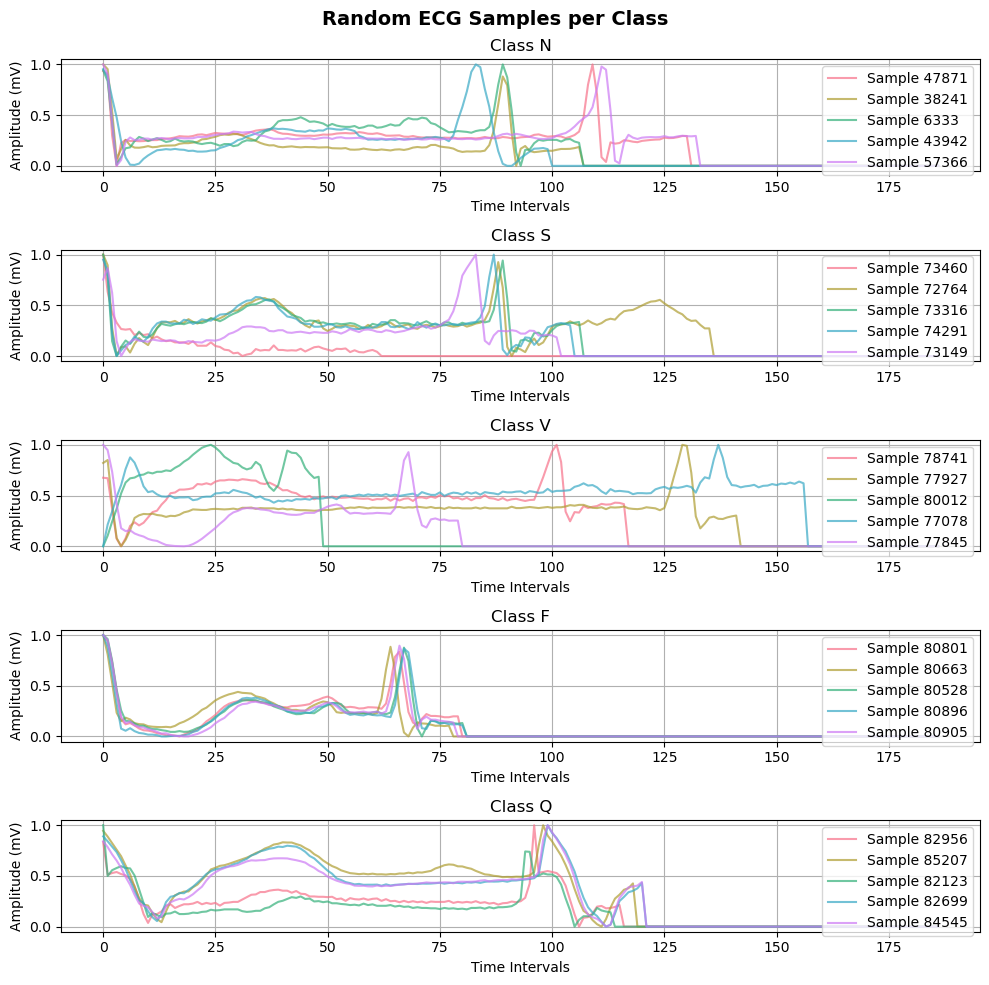 Random ECG Samples per Class
Class N
Amplitude (mV)
1.0
0.5
0.0
Sample 47871
Sample 38241
Sample 6333
Sample 43942
Sample 57366
0 25 50 75 100 125 150 175
Time Intervals
Class S
Amplitude (mV)
1.0
0.5
0.0
Sample 73460
Sample 72764
Sample 73316
Sample 74291
Sample 73149
0 25 50 75 100 125 150 175
Time Intervals
Class V
Amplitude (mV)
1.0
0.5
0.0
Sample 78741
Sample 77927
Sample 80012
Sample 77078
Sample 77845
0 25 50 75 100 125 150 175
Time Intervals
Class F
Amplitude (mV)
1.0
0.5
0.0
Sample 80801
Sample 80663
Sample 80528
Sample 80896
Sample 80905
0 25 50 75 100 125 150 175
Time Intervals
Class Q
Amplitude (mV)
1.0
0.5
0.0
Sample 82956
Sample 85207
Sample 82123
Sample 82699
Sample 84545
0 25 50 75 100 125 150 175
Time Intervals